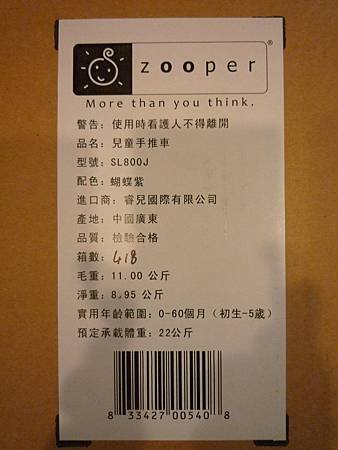 zooper®
More than you think.
警告：使用時看護人不得離開
品名：兒童手推車
型號：SL800J
配色：蝴蝶紫
進口商：睿兒國際有限公司
產地：中國廣東
品質：檢驗合格
箱數：418
毛重：11.00 公斤
淨重：8.95 公斤
實用年齡範圍：0-60個月（初生-5歲）
預定承載體重：22公斤
8 33427 00540 8